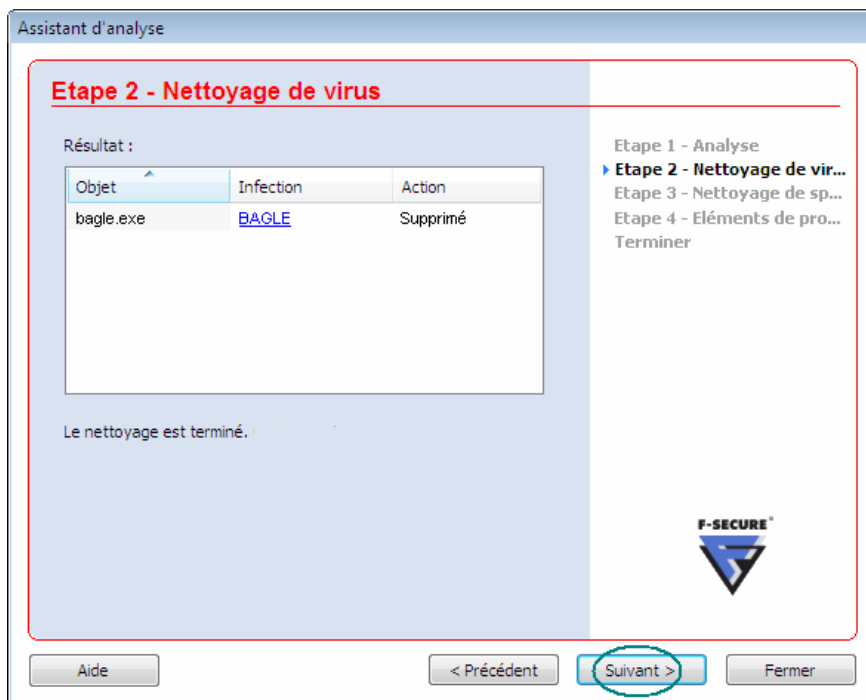 Assistant d'analyse
Etape 2 - Nettoyage de virus
Résultat :
Objet Infection Action
bagle.exe BAGLE Supprimé
Le nettoyage est terminé.
Etape 1 - Analyse
Etape 2 - Nettoyage de vir...
Etape 3 - Nettoyage de sp...
Etape 4 - Eléments de pro...
Terminer
F-SECURE®
Aide < Précédent Suivant > Fermer